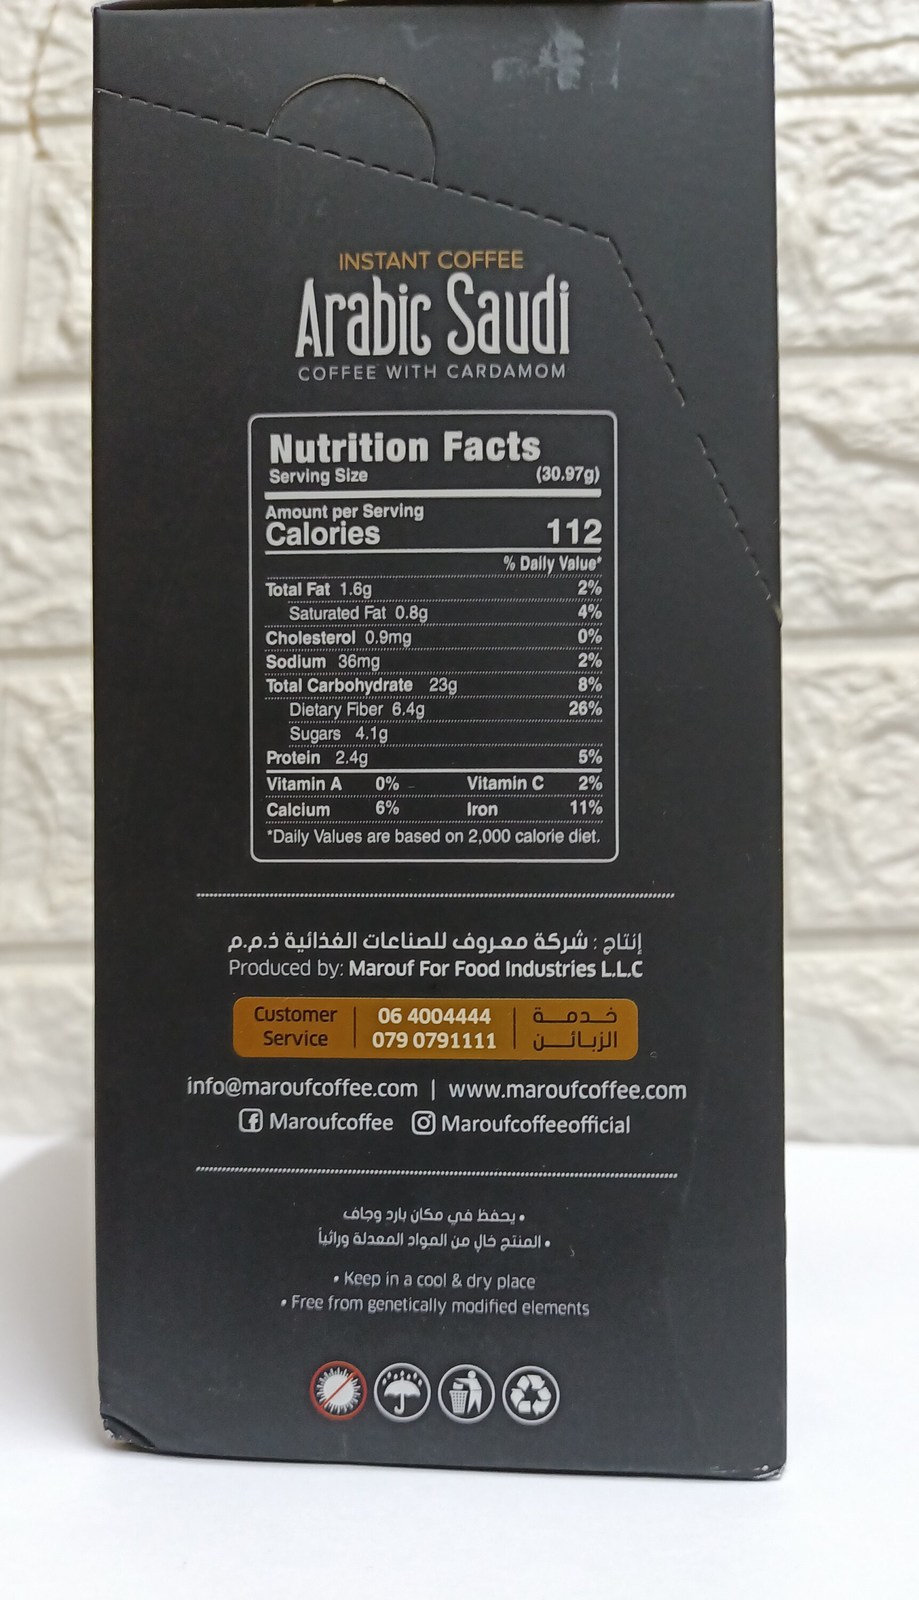 INSTANT COFFEE
Arabic Saudi
COFFEE WITH CARDAMOM
Nutrition Facts
Serving Size (30.97g)
Amount per Serving
Calories 112
% Daily Value*
Total Fat 1.6g 2%
Saturated Fat 0.8g 4%
Cholesterol 0.9mg 0%
Sodium 36mg 2%
Total Carbohydrate 23g 8%
Dietary Fiber 6.4g 26%
Sugars 4.1g
Protein 2.4g 5%
Vitamin A 0% Vitamin C 2%
Calcium 6% Iron 11%
*Daily Values are based on 2,000 calorie diet.
إنتاج : شركة معروف للصناعات الغذائية ذ.م.م
Produced by: Marouf For Food Industries L.L.C
Customer 06 4004444 خدمة
Service 079 0791111 الزبائن
info@maroufcoffee.com | www.maroufcoffee.com
Maroufcoffee Maroufcoffeeofficial
• يحفظ في مكان بارد وجاف
• المنتج خالٍ من المواد المعدلة وراثياً
• Keep in a cool & dry place
• Free from genetically modified elements